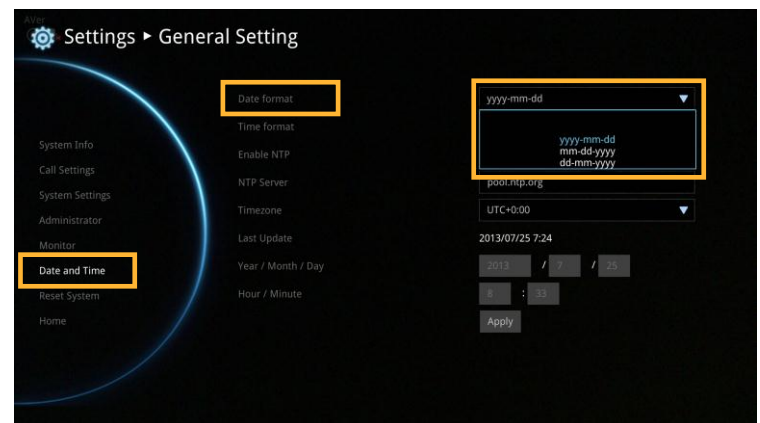 AVer
Settings ▸ General Setting
System Info
Call Settings
System Settings
Administrator
Monitor
Date and Time
Reset System
Home
Date format
yyyy-mm-dd
yyyy-mm-dd
mm-dd-yyyy
dd-mm-yyyy
Time format
Enable NTP
NTP Server
pool.ntp.org
Timezone
UTC+0:00
Last Update
2013/07/25 7:24
Year / Month / Day
2013 / 7 / 25
Hour / Minute
8 : 33
Apply